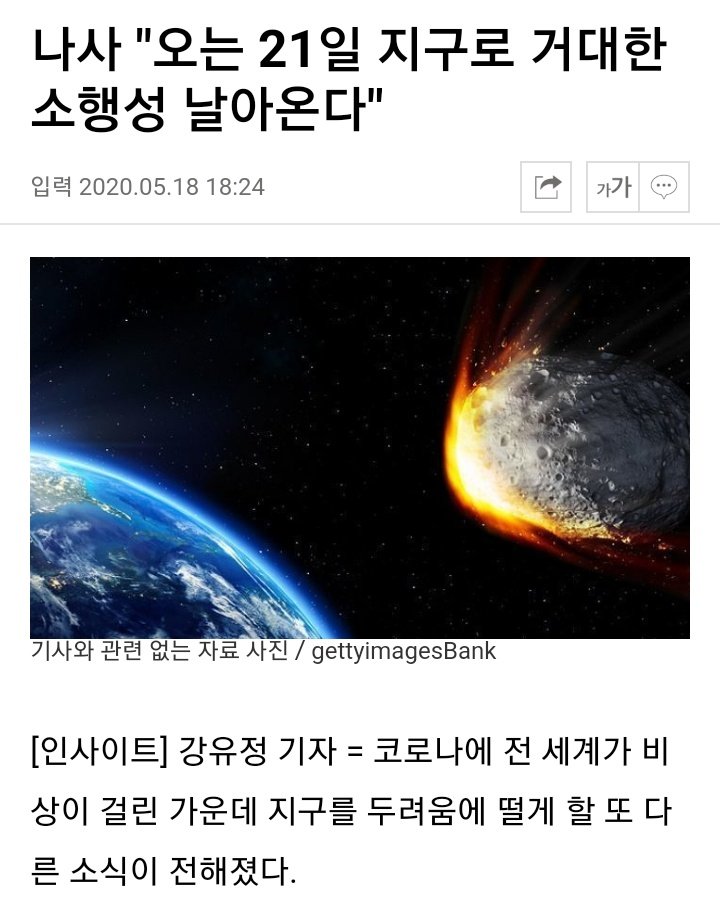 나사 "오는 21일 지구로 거대한
소행성 날아온다"
입력 2020.05.18 18:24
가가
기사와 관련 없는 자료 사진 / gettyimagesBank
[인사이트] 강유정 기자 = 코로나에 전 세계가 비
상이 걸린 가운데 지구를 두려움에 떨게 할 또 다
른 소식이 전해졌다.